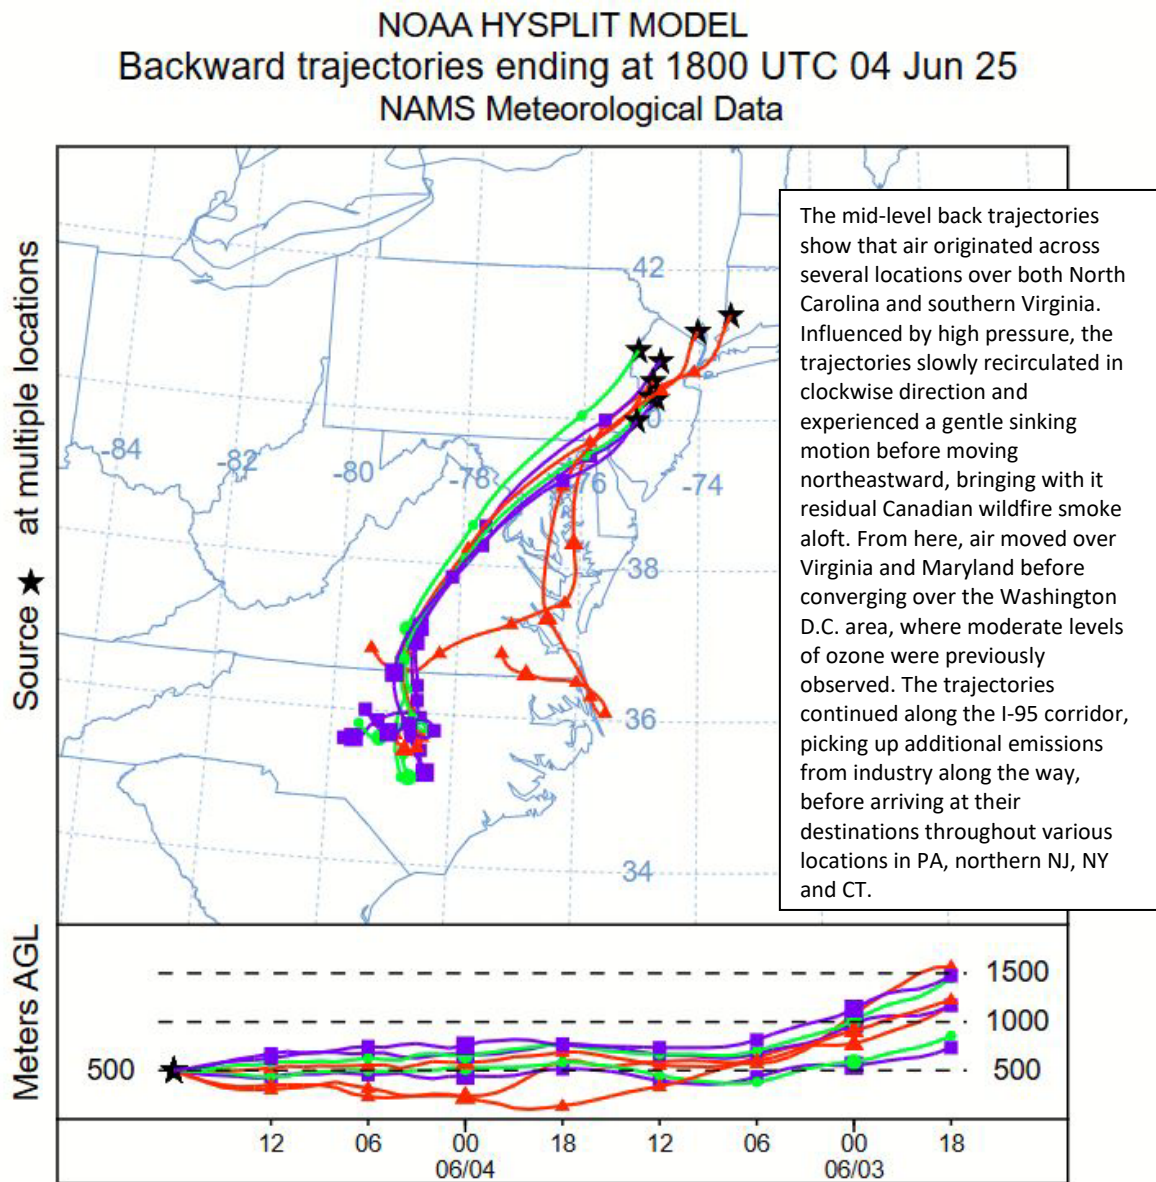 NOAA HYSPLIT MODEL
Backward trajectories ending at 1800 UTC 04 Jun 25
NAMS Meteorological Data
Source ★ at multiple locations
42
-84
-82
-80
-78
76
-74
0
38
36
34
The mid-level back trajectories
show that air originated across
several locations over both North
Carolina and southern Virginia.
Influenced by high pressure, the
trajectories slowly recirculated in
clockwise direction and
experienced a gentle sinking
motion before moving
northeastward, bringing with it
residual Canadian wildfire smoke
aloft. From here, air moved over
Virginia and Maryland before
converging over the Washington
D.C. area, where moderate levels
of ozone were previously
observed. The trajectories
continued along the I-95 corridor,
picking up additional emissions
from industry along the way,
before arriving at their
destinations throughout various
locations in PA, northern NJ, NY
and CT.
Meters AGL
500
1500
1000
500
12 06 00 18 12 06 00 18
06/04 06/03